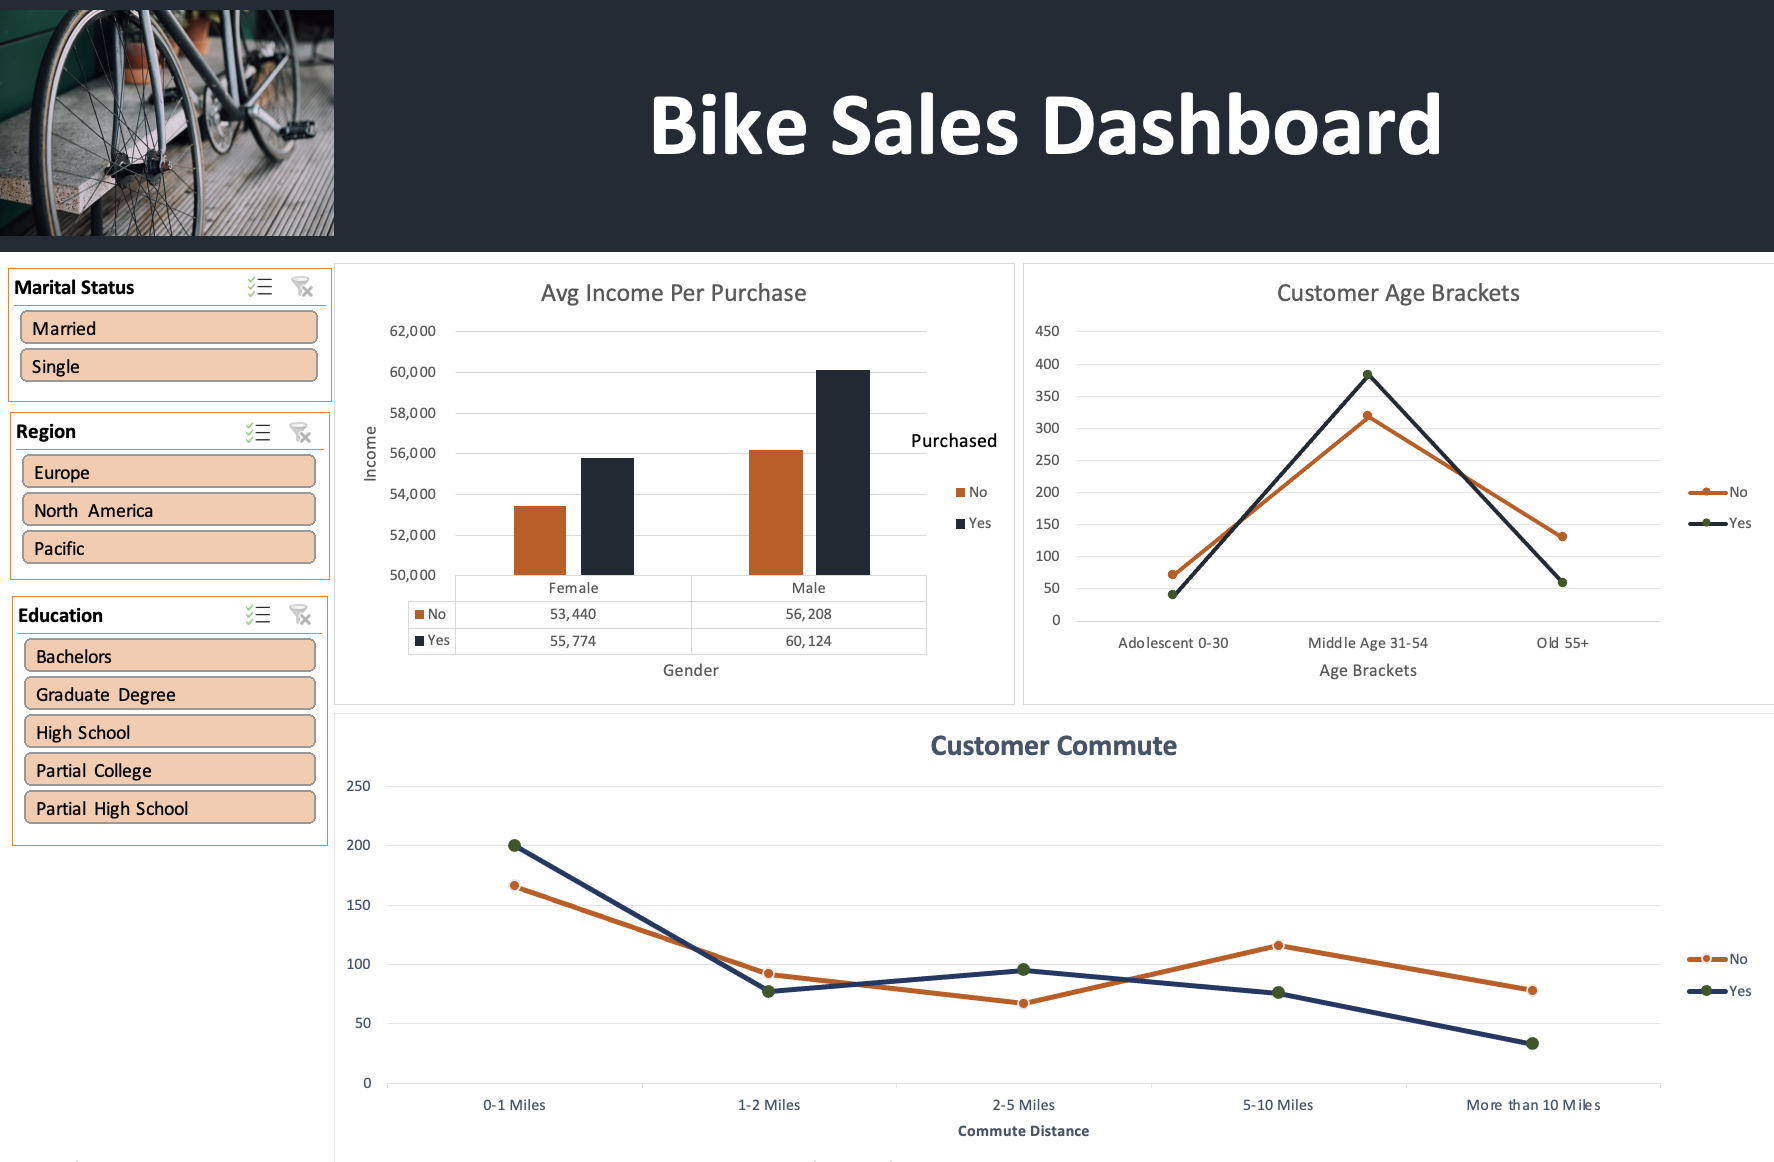 Bike Sales Dashboard
Marital Status
Married
Single
Region
Europe
North America
Pacific
Education
Bachelors
Graduate Degree
High School
Partial College
Partial High School
Avg Income Per Purchase
62,000
60,000
58,000
56,000
54,000
52,000
50,000
Income
Female Male
No 53,440 56,208
Yes 55,774 60,124
Gender
Purchased
No
Yes
Customer Age Brackets
450
400
350
300
250
200
150
100
50
0
Adolescent 0-30 Middle Age 31-54 Old 55+
Age Brackets
No
Yes
Customer Commute
250
200
150
100
50
0
0-1 Miles 1-2 Miles 2-5 Miles 5-10 Miles More than 10 Miles
Commute Distance
No
Yes